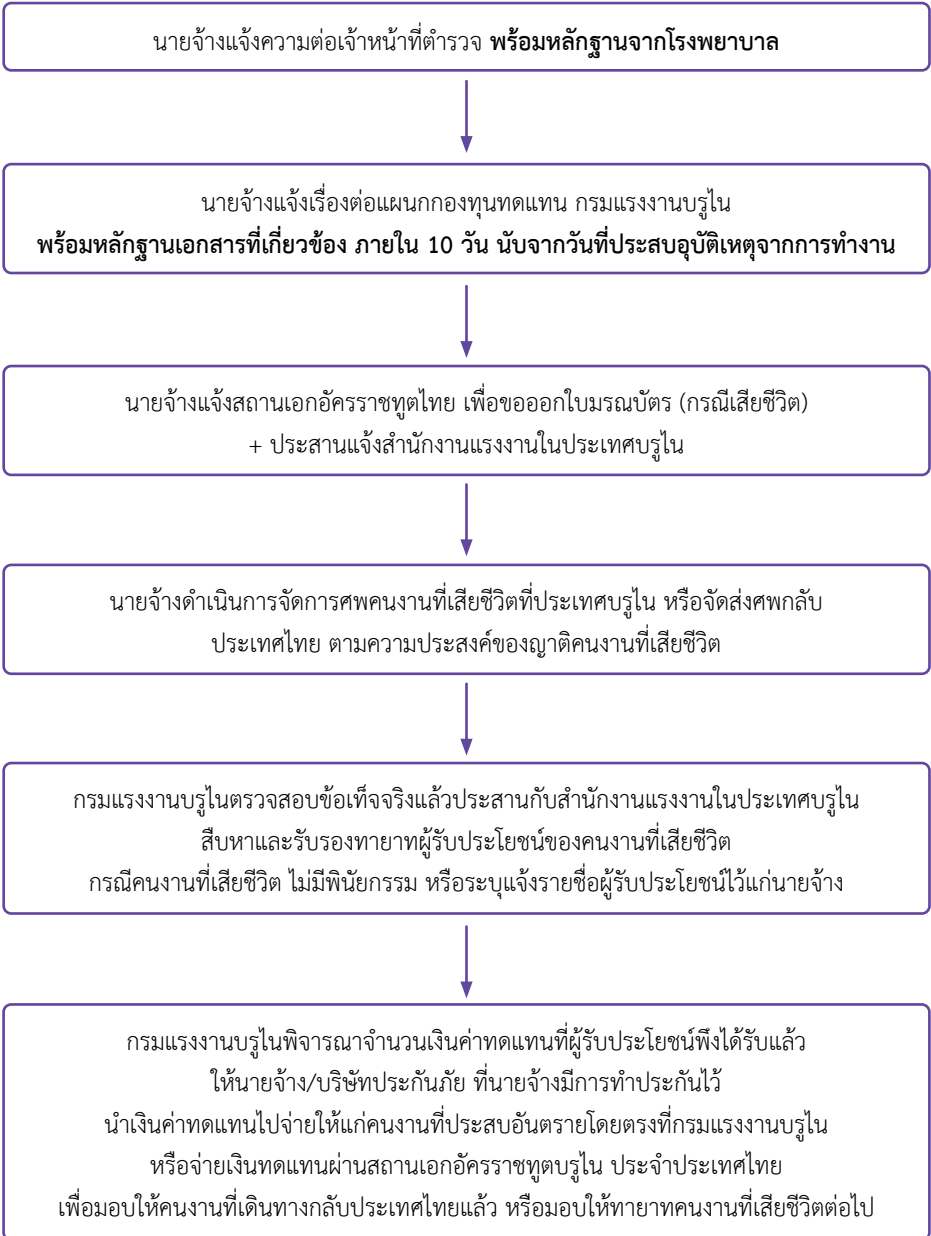 นายจ้างแจ้งความต่อเจ้าหน้าที่ตำรวจ พร้อมหลักฐานจากโรงพยาบาล
นายจ้างแจ้งเรื่องต่อแผนกกองทุนทดแทน กรมแรงงานบรูไน
พร้อมหลักฐานเอกสารที่เกี่ยวข้อง ภายใน 10 วัน นับจากวันที่ประสบอุบัติเหตุจากการทำงาน
นายจ้างแจ้งสถานเอกอัครราชทูตไทย เพื่อขอออกใบมรณบัตร (กรณีเสียชีวิต)
+ ประสานแจ้งสำนักงานแรงงานในประเทศบรูไน
นายจ้างดำเนินการจัดการศพคนงานที่เสียชีวิตที่ประเทศบรูไน หรือจัดส่งศพกลับ
ประเทศไทย ตามความประสงค์ของญาติคนงานที่เสียชีวิต
กรมแรงงานบรูไนตรวจสอบข้อเท็จจริงแล้วประสานกับสำนักงานแรงงานในประเทศบรูไน
สืบหาและรับรองทายาทผู้รับประโยชน์ของคนงานที่เสียชีวิต
กรณีคนงานที่เสียชีวิต ไม่มีพินัยกรรม หรือระบุแจ้งรายชื่อผู้รับประโยชน์ไว้แก่นายจ้าง
กรมแรงงานบรูไนพิจารณาจำนวนเงินค่าทดแทนที่ผู้รับประโยชน์พึงได้รับแล้ว
ให้นายจ้าง/บริษัทประกันภัย ที่นายจ้างมีการทำประกันไว้
นำเงินค่าทดแทนไปจ่ายให้แก่คนงานที่ประสบอันตรายโดยตรงที่กรมแรงงานบรูไน
หรือจ่ายเงินทดแทนผ่านสถานเอกอัครราชทูตบรูไน ประจำประเทศไทย
เพื่อมอบให้คนงานที่เดินทางกลับประเทศไทยแล้ว หรือมอบให้ทายาทคนงานที่เสียชีวิตต่อไป